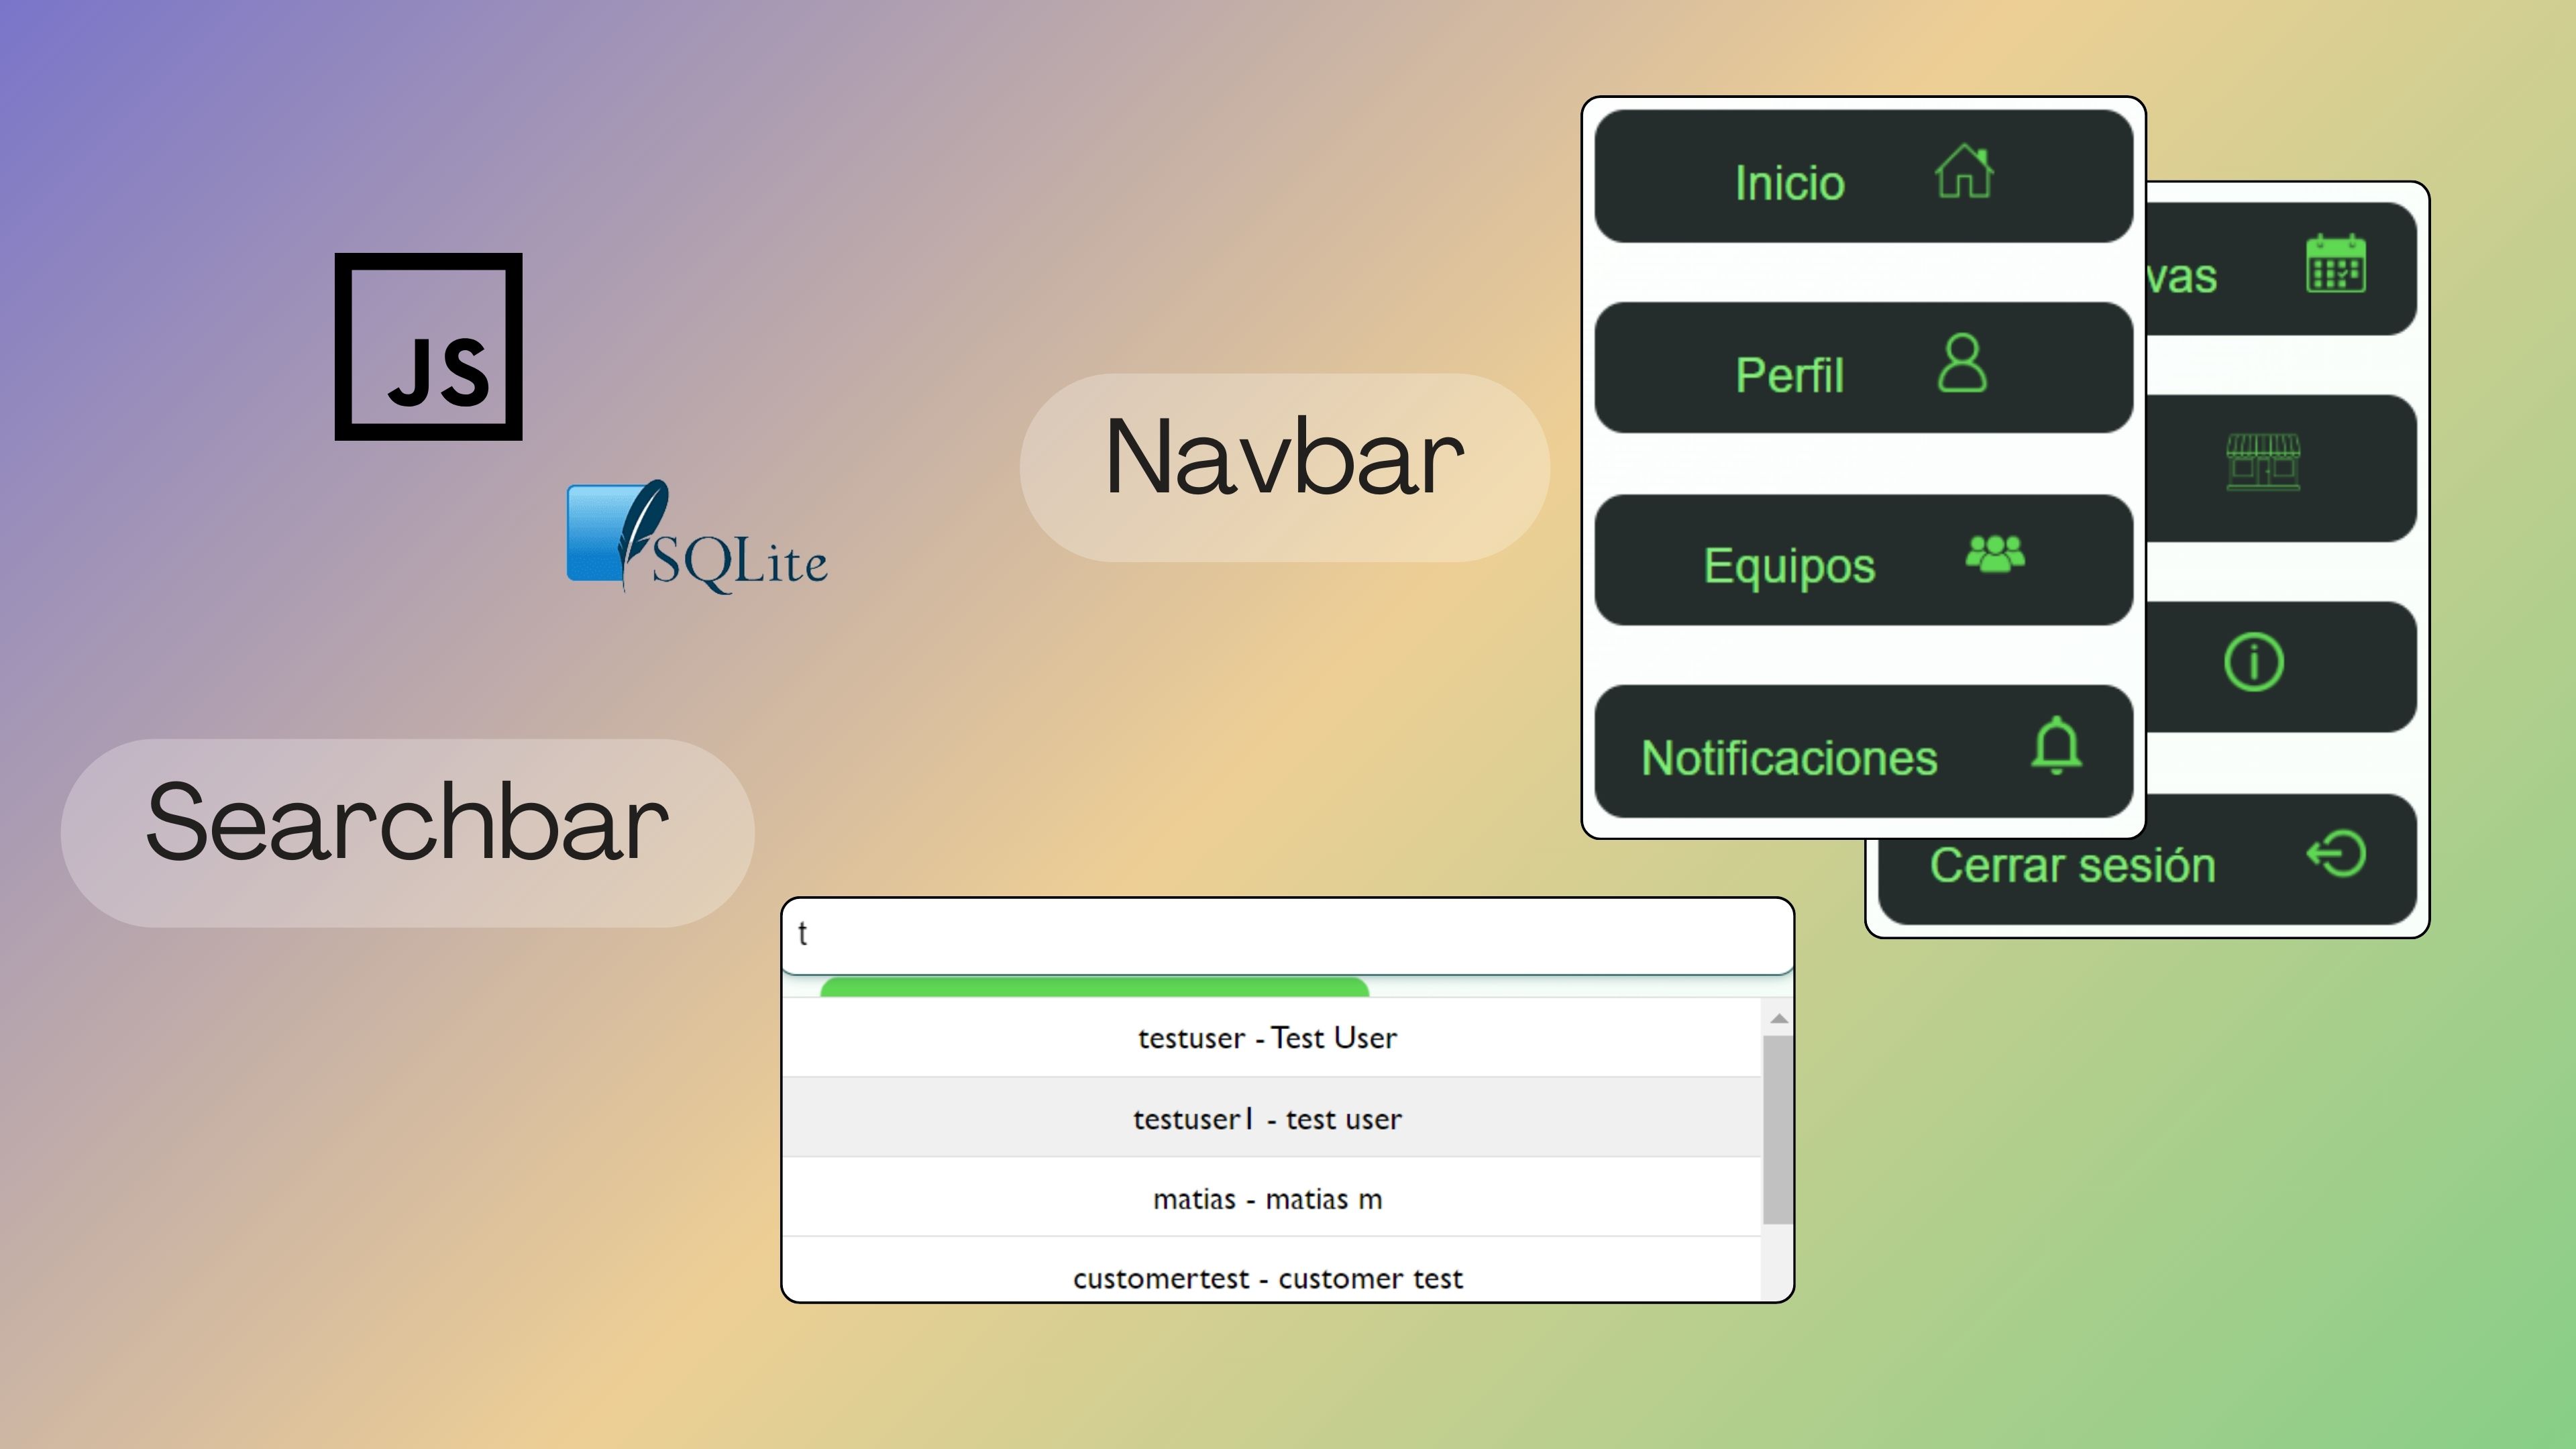 JS
SQLite
Navbar
Searchbar
Inicio
Perfil
Equipos
Notificaciones
vas
Cerrar sesión
t
testuser - Test User
testuser1 - test user
matias - matias m
customertest - customer test